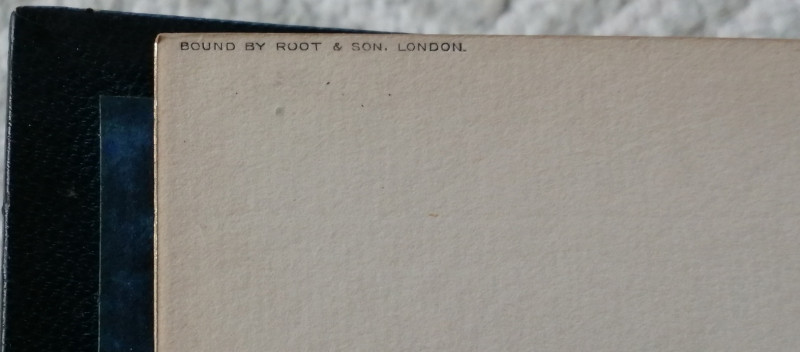 BOUND BY ROOT & SON. LONDON.